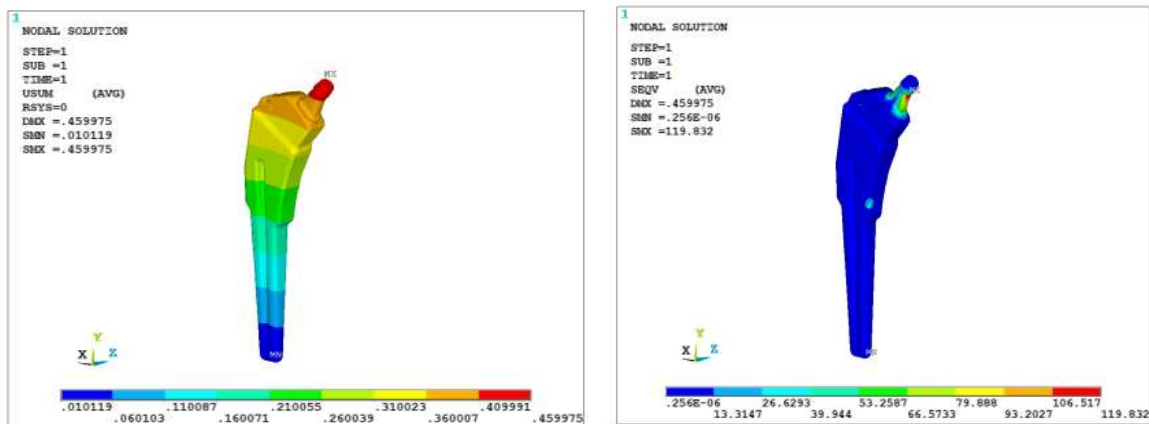 1
NODAL SOLUTION
STEP=1
SUB =1
TIME=1
USUM (AVG)
RSYS=0
DMX =.459975
SMN =.010119
SMX =.459975
MX
MN
Y
X Z
.010119 .110087 .210055 .310023 .409991
.060103 .160071 .260039 .360007 .459975
1
NODAL SOLUTION
STEP=1
SUB =1
TIME=1
SEQV (AVG)
DMX =.459975
SMN =.256E-06
SMX =119.832
Y
X Z
.256E-06 26.6293 53.2587 79.888 106.517
13.3147 39.944 66.5733 93.2027 119.832